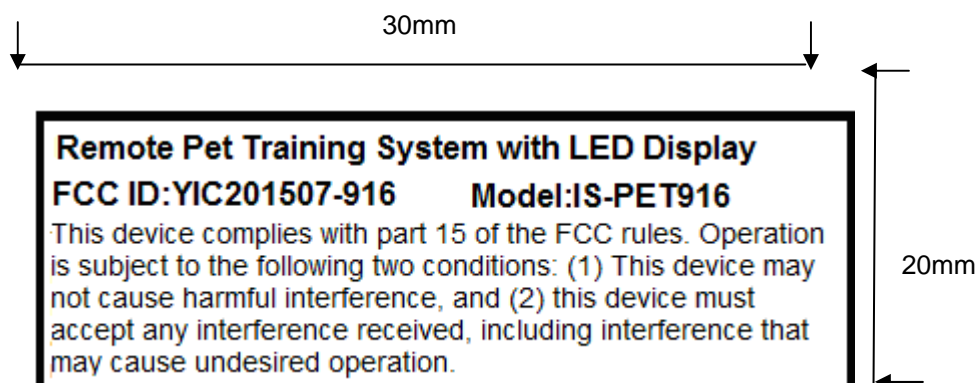 30mm
Remote Pet Training System with LED Display
FCC ID:YIC201507-916 Model:IS-PET916
This device complies with part 15 of the FCC rules. Operation
is subject to the following two conditions: (1) This device may
not cause harmful interference, and (2) this device must
accept any interference received, including interference that
may cause undesired operation.
20mm